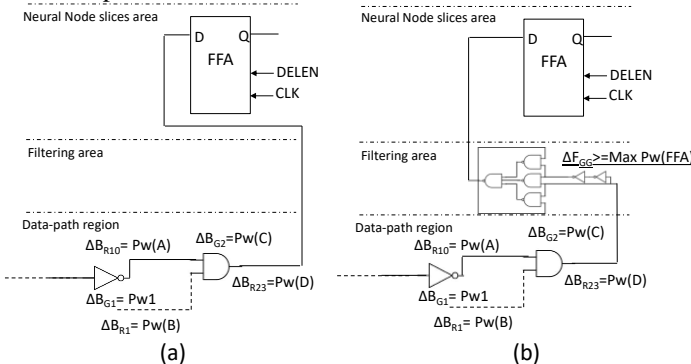 Neural Node slices area
D
Q
FFA
DELEN
CLK
Filtering area
Data-path region
ΔB_R10= Pw(A)
ΔB_G2=Pw(C)
ΔB_G1= Pw1
ΔB_R23=Pw(D)
ΔB_R1= Pw(B)
(a)
Neural Node slices area
D
Q
FFA
DELEN
CLK
Filtering area
ΔF_GG>=Max Pw(FFA)
Data-path region
ΔB_G2=Pw(C)
ΔB_R10= Pw(A)
ΔB_G1= Pw1
ΔB_R23=Pw(D)
ΔB_R1= Pw(B)
(b)